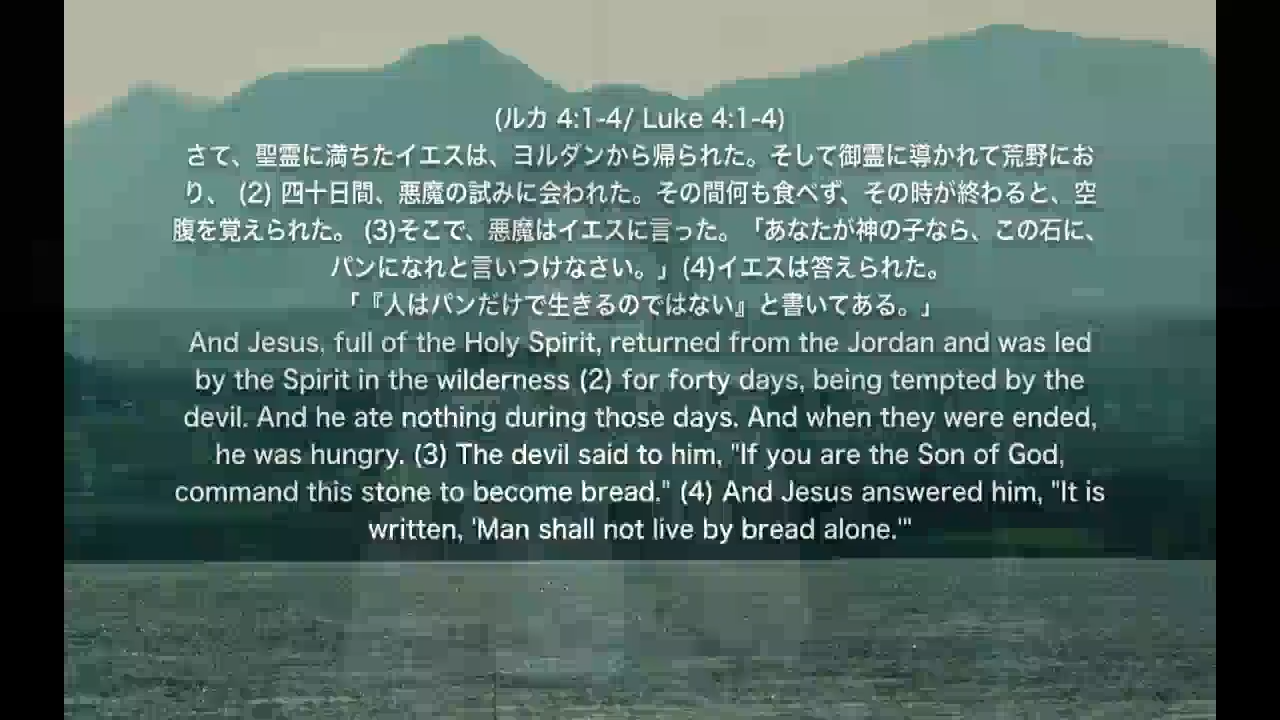 (ルカ 4:1-4/ Luke 4:1-4)
さて、聖霊に満ちたイエスは、ヨルダンから帰られた。そして御霊に導かれて荒野にお
り、 (2) 四十日間、悪魔の試みに会われた。その間何も食べず、その時が終わると、空
腹を覚えられた。 (3)そこで、悪魔はイエスに言った。「あなたが神の子なら、この石に、
パンになれと言いつけなさい。」(4)イエスは答えられた。
「『人はパンだけで生きるのではない』と書いてある。」
And Jesus, full of the Holy Spirit, returned from the Jordan and was led
by the Spirit in the wilderness (2) for forty days, being tempted by the
devil. And he ate nothing during those days. And when they were ended,
he was hungry. (3) The devil said to him, "If you are the Son of God,
command this stone to become bread." (4) And Jesus answered him, "It is
written, 'Man shall not live by bread alone.'"